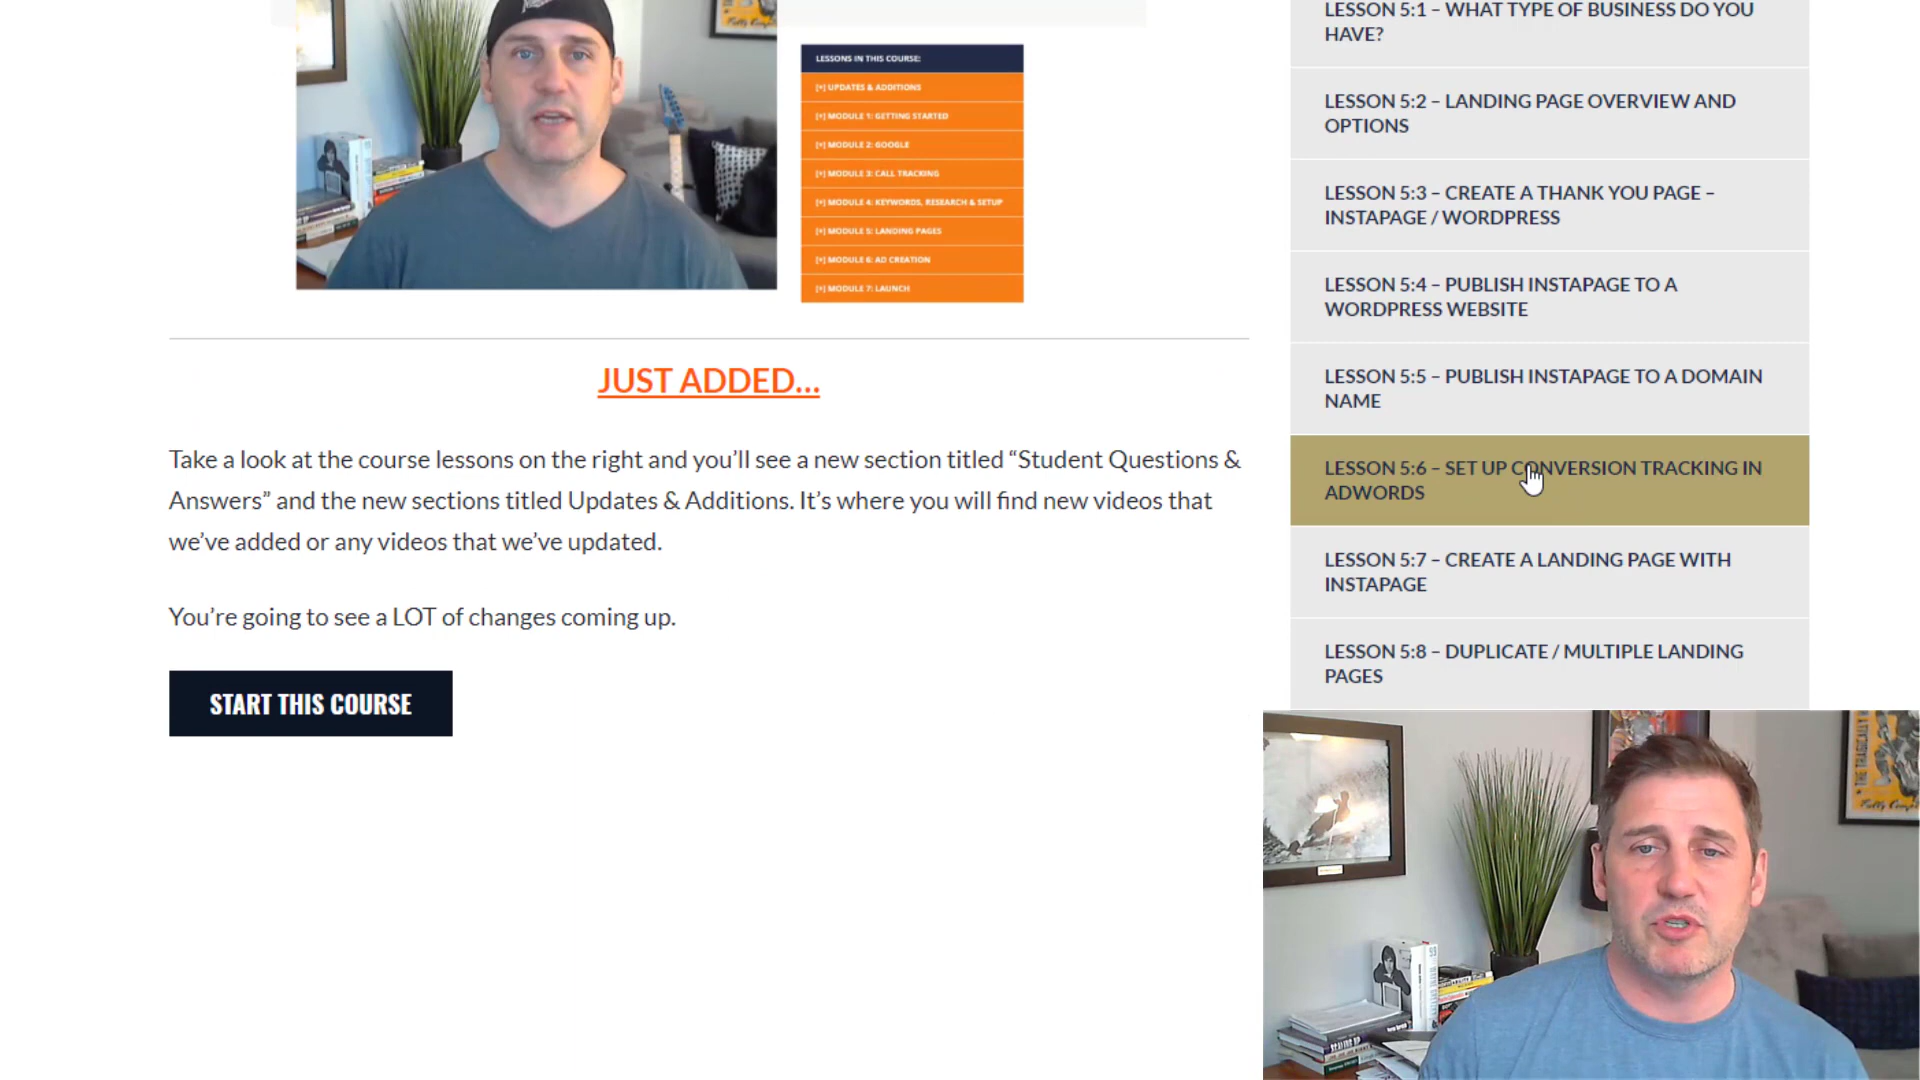 LESSONS IN THIS COURSE:
[+] UPDATES & ADDITIONS
[+] MODULE 1: GETTING STARTED
[+] MODULE 2: GOOGLE
[+] MODULE 3: CALL TRACKING
[+] MODULE 4: KEYWORDS, RESEARCH & SETUP
[+] MODULE 5: LANDING PAGES
[+] MODULE 6: AD CREATION
[+] MODULE 7: LAUNCH
JUST ADDED...
Take a look at the course lessons on the right and you’ll see a new section titled “Student Questions &
Answers” and the new sections titled Updates & Additions. It’s where you will find new videos that
we’ve added or any videos that we’ve updated.
You’re going to see a LOT of changes coming up.
START THIS COURSE
LESSON 5:1 – WHAT TYPE OF BUSINESS DO YOU
HAVE?
LESSON 5:2 – LANDING PAGE OVERVIEW AND
OPTIONS
LESSON 5:3 – CREATE A THANK YOU PAGE –
INSTAPAGE / WORDPRESS
LESSON 5:4 – PUBLISH INSTAPAGE TO A
WORDPRESS WEBSITE
LESSON 5:5 – PUBLISH INSTAPAGE TO A DOMAIN
NAME
LESSON 5:6 – SET UP CONVERSION TRACKING IN
ADWORDS
LESSON 5:7 – CREATE A LANDING PAGE WITH
INSTAPAGE
LESSON 5:8 – DUPLICATE / MULTIPLE LANDING
PAGES
THE TRAGICALLY
SCALING UP